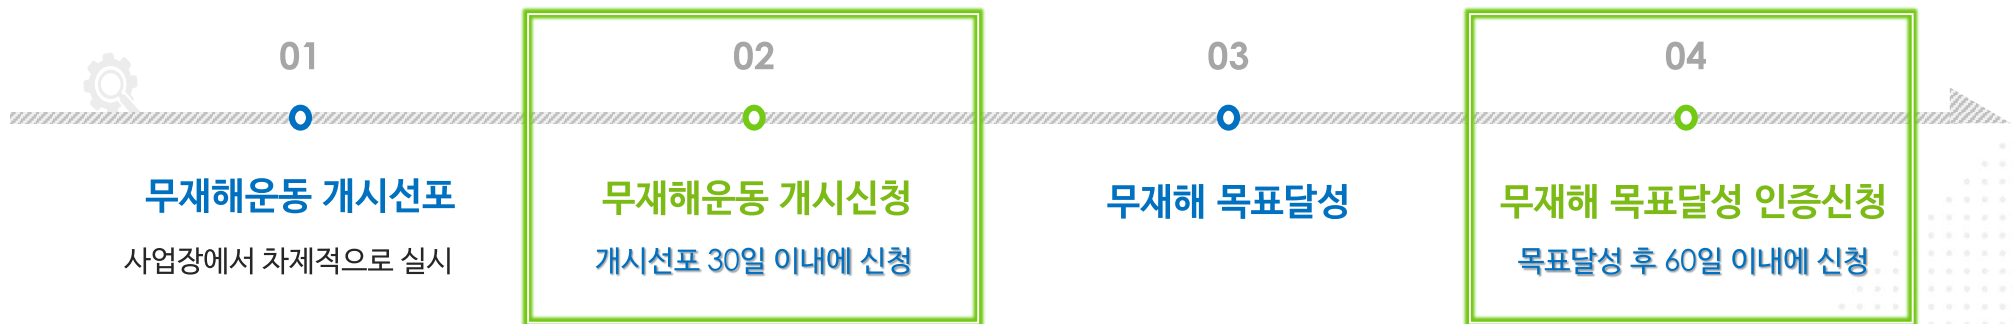 01
무재해운동 개시선포
사업장에서 차제적으로 실시
02
무재해운동 개시신청
개시선포 30일 이내에 신청
03
무재해 목표달성
04
무재해 목표달성 인증신청
목표달성 후 60일 이내에 신청